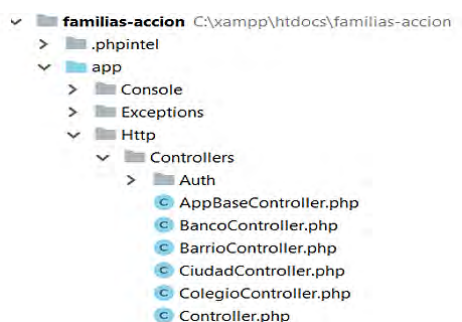 familias-accion C:\xampp\htdocs\familias-accion
.phpintel
app
Console
Exceptions
Http
Controllers
Auth
C AppBaseController.php
C BancoController.php
C BarrioController.php
C CiudadController.php
C ColegioController.php
C Controller.php